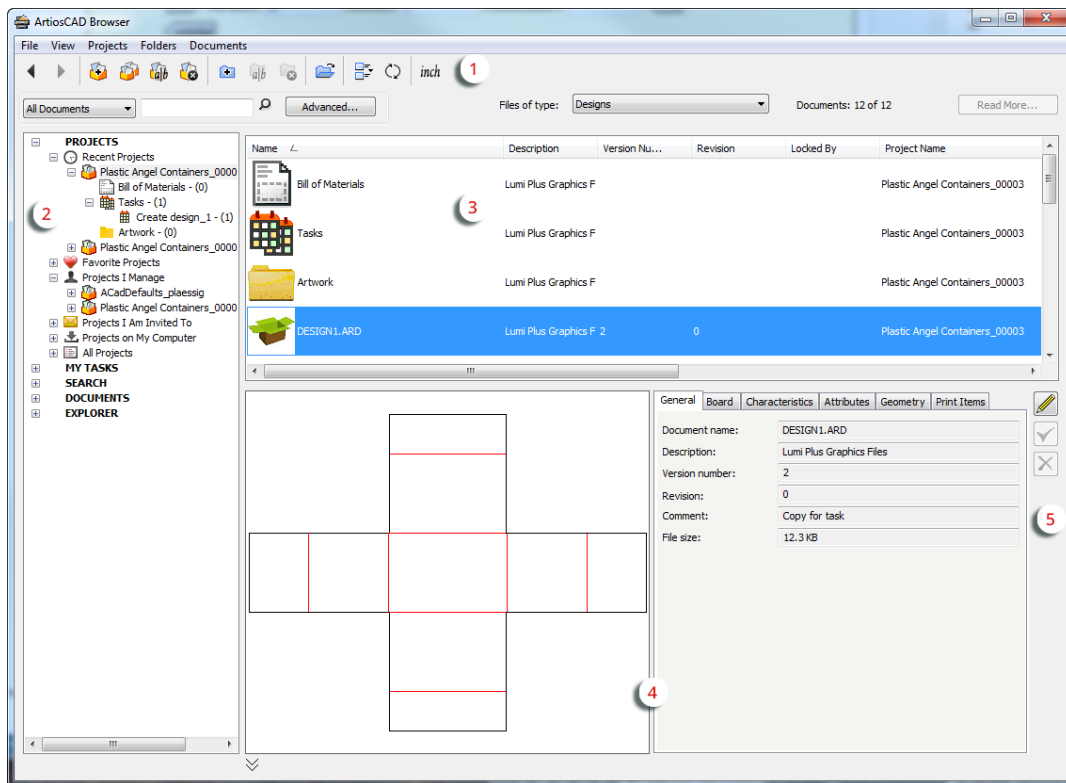 ArtiosCAD Browser
File View Projects Folders Documents
a|b a|b inch 1
All Documents Advanced... Files of type: Designs Documents: 12 of 12 Read More...
PROJECTS
Recent Projects
Plastic Angel Containers_0000
Bill of Materials - (0)
Tasks - (1)
Create design_1 - (1)
Artwork - (0)
Plastic Angel Containers_0000
Favorite Projects
Projects I Manage
ACadDefaults_plaessig
Plastic Angel Containers_0000
Projects I Am Invited To
Projects on My Computer
All Projects
MY TASKS
SEARCH
DOCUMENTS
EXPLORER
2
Name Description Version Nu... Revision Locked By Project Name
Bill of Materials Lumi Plus Graphics F Plastic Angel Containers_00003
3
Tasks Lumi Plus Graphics F Plastic Angel Containers_00003
Artwork Lumi Plus Graphics F Plastic Angel Containers_00003
DESIGN1.ARD Lumi Plus Graphics F 2 0 Plastic Angel Containers_00003
General Board Characteristics Attributes Geometry Print Items
Document name: DESIGN1.ARD
Description: Lumi Plus Graphics Files
Version number: 2
Revision: 0
Comment: Copy for task
File size: 12.3 KB
5
4